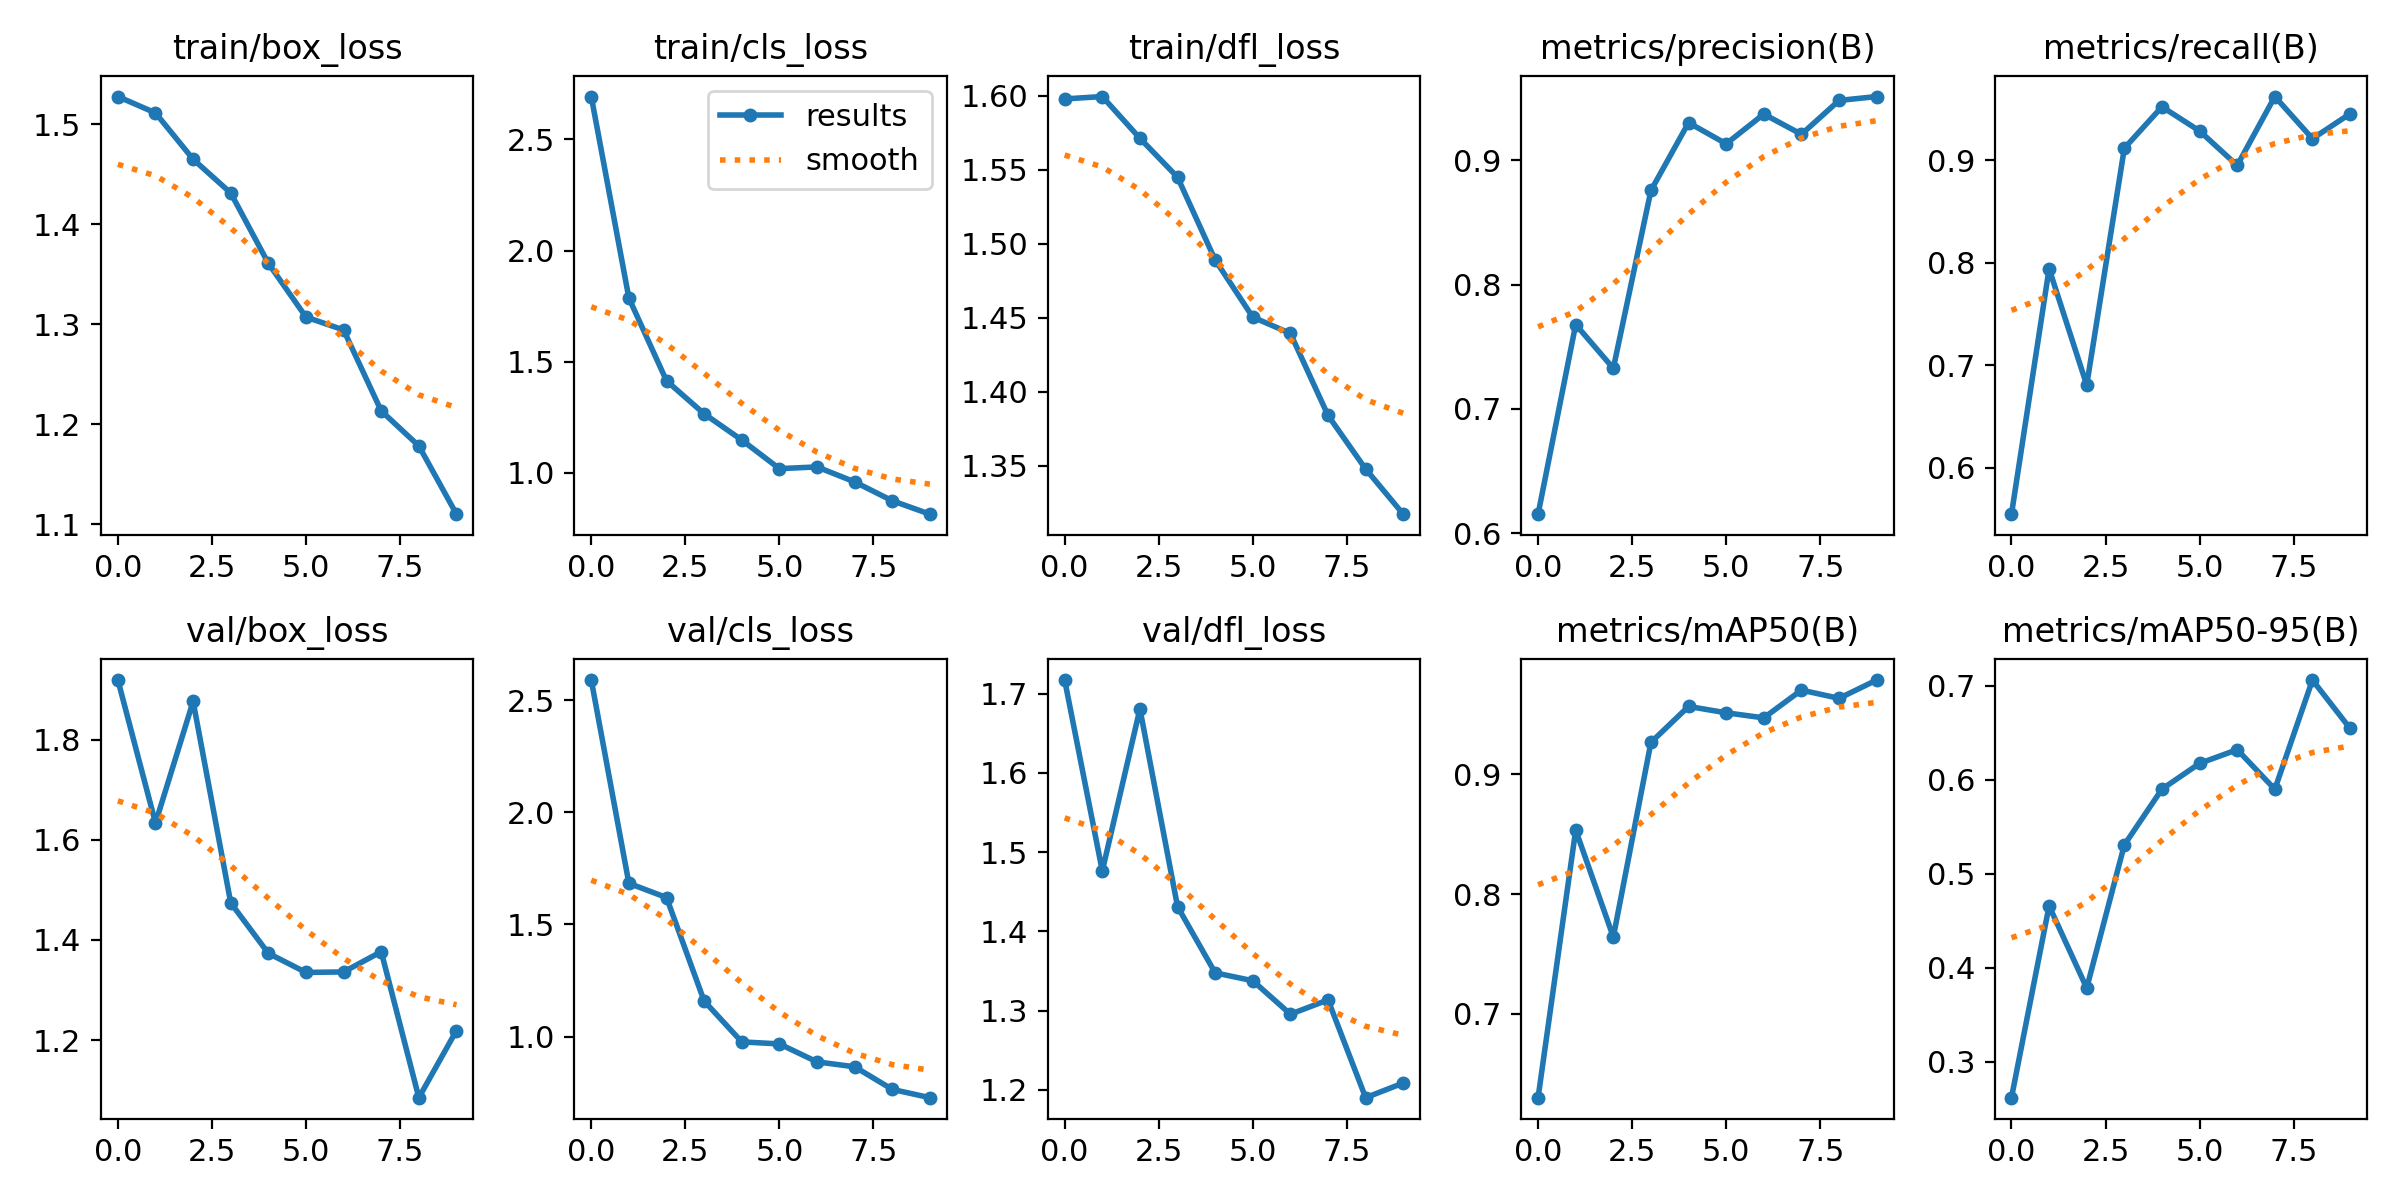 train/box_loss
train/cls_loss
train/dfl_loss
metrics/precision(B)
metrics/recall(B)
1.5
1.4
1.3
1.2
1.1
0.0 2.5 5.0 7.5
results
smooth
2.5
2.0
1.5
1.0
0.0 2.5 5.0 7.5
1.60
1.55
1.50
1.45
1.40
1.35
0.0 2.5 5.0 7.5
0.9
0.8
0.7
0.6
0.0 2.5 5.0 7.5
0.9
0.8
0.7
0.6
0.0 2.5 5.0 7.5
val/box_loss
val/cls_loss
val/dfl_loss
metrics/mAP50(B)
metrics/mAP50-95(B)
1.8
1.6
1.4
1.2
0.0 2.5 5.0 7.5
2.5
2.0
1.5
1.0
0.0 2.5 5.0 7.5
1.7
1.6
1.5
1.4
1.3
1.2
0.0 2.5 5.0 7.5
0.9
0.8
0.7
0.0 2.5 5.0 7.5
0.7
0.6
0.5
0.4
0.3
0.0 2.5 5.0 7.5